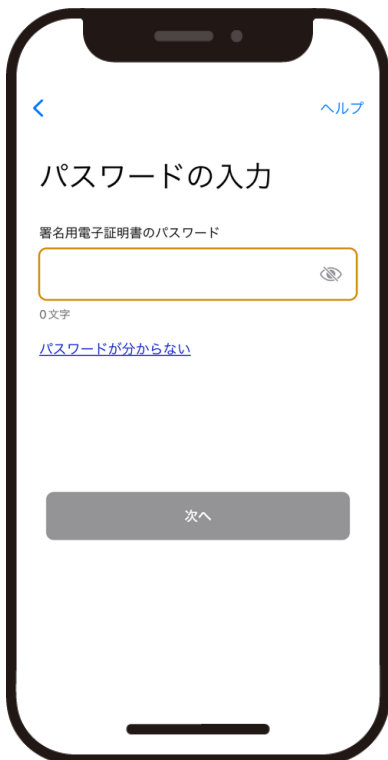 ヘルプ
パスワードの入力
署名用電子証明書のパスワード
0文字
パスワードが分からない
次へ